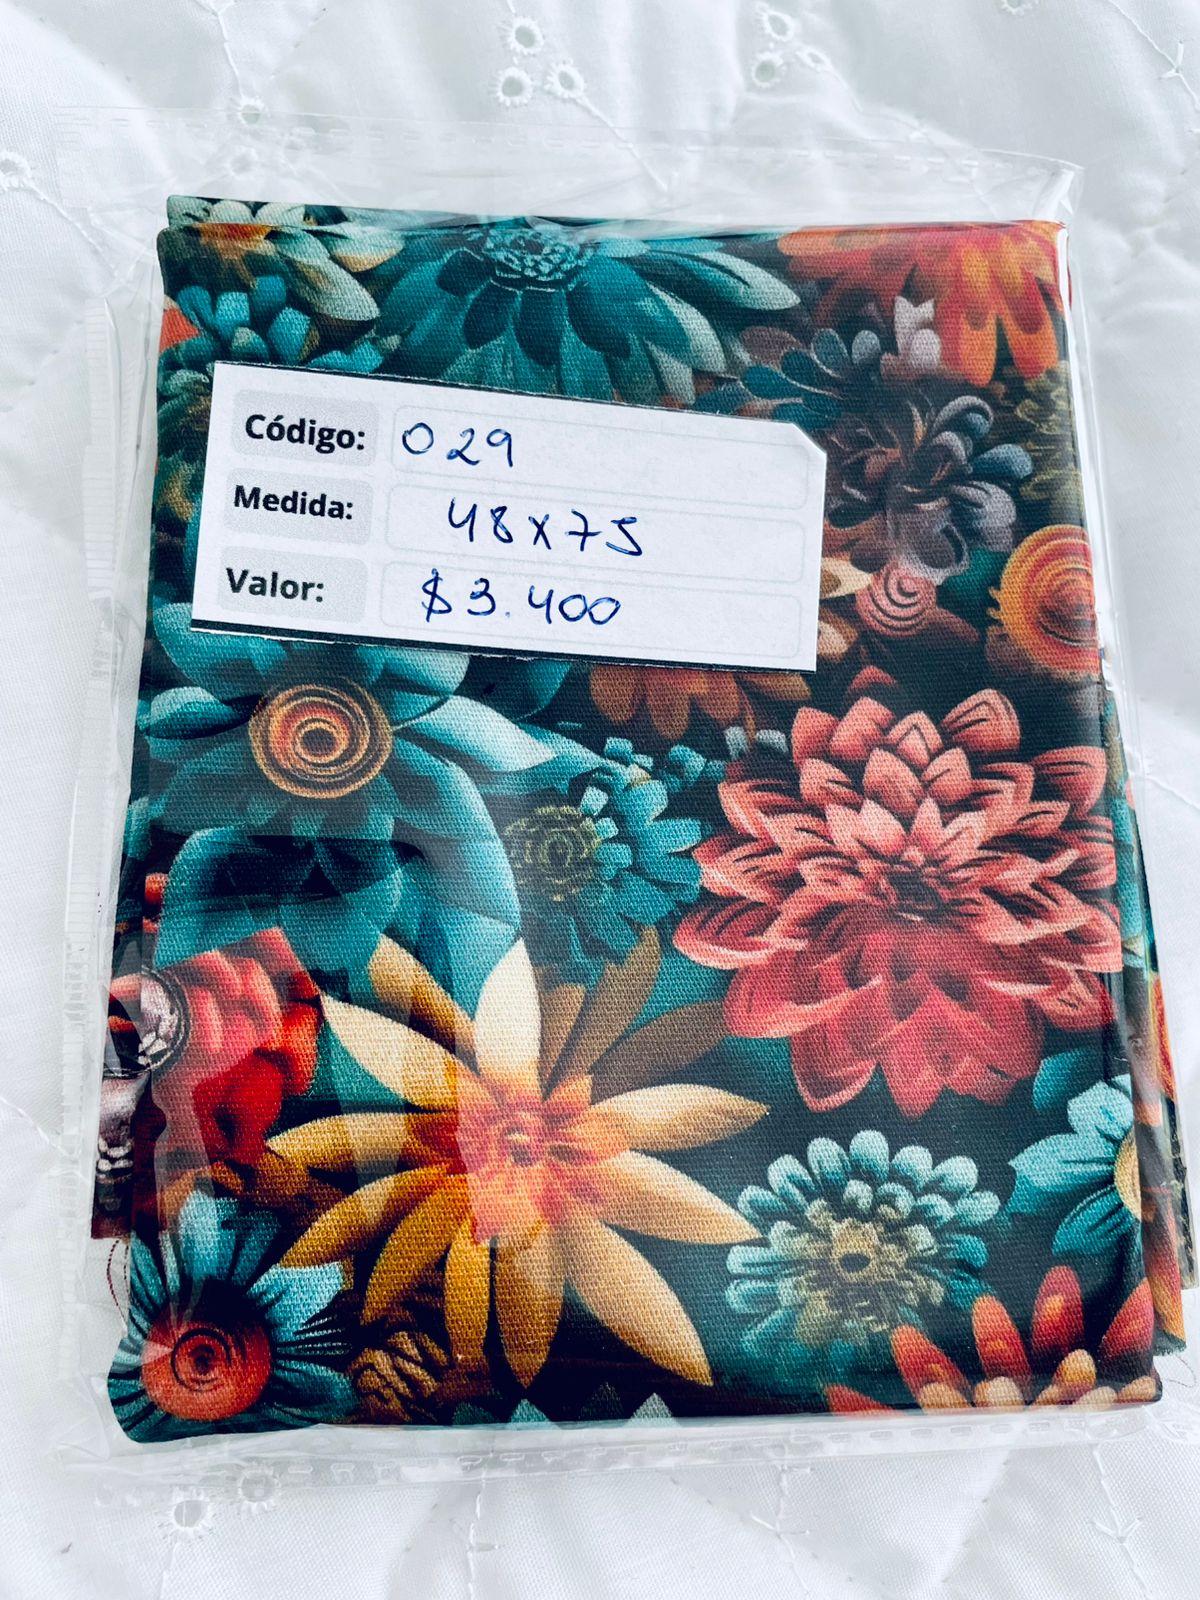 Código: 029
Medida: 48x75
Valor: $3.400